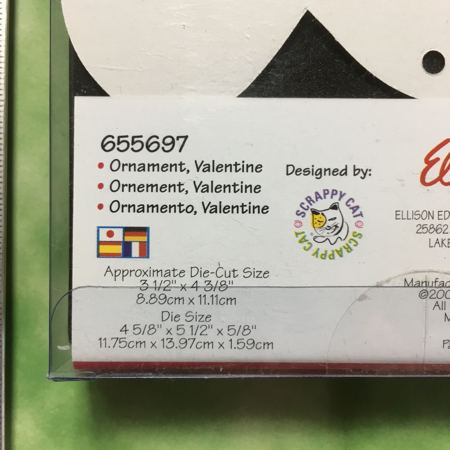 655697
• Ornament, Valentine
• Ornement, Valentine
• Ornamento, Valentine
Designed by:
SCRAPPY CAT
SCRAPPY CAT
El
ELLISON ED
25862
LAKE
Approximate Die-Cut Size
3 1/2" x 4 3/8"
8.89cm x 11.11cm
Die Size
4 5/8" x 5 1/2" x 5/8"
11.75cm x 13.97cm x 1.59cm
Manufac
©200
All
M
PA